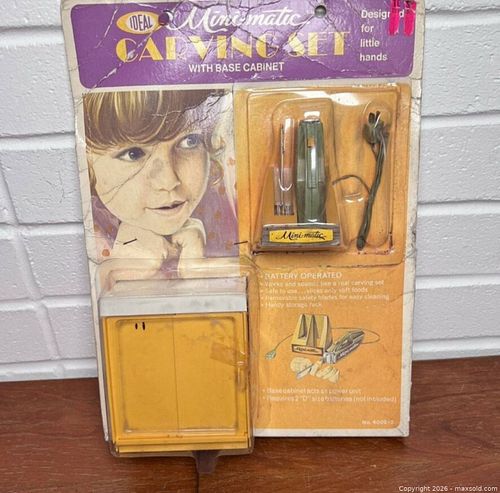 IDEAL Mini-matic
CARVING SET
WITH BASE CABINET
Designed
for
little
hands
Mini-matic
• BATTERY OPERATED
• Works and sounds like a real carving set
• Safe to use... slices only soft foods
• Removable safety blades for easy cleaning
• Handy storage rack
Mini-matic
• Base cabinet acts as power unit
• Requires 2 "D" size batteries (not included)
Copyright 2026 - maxsold.com